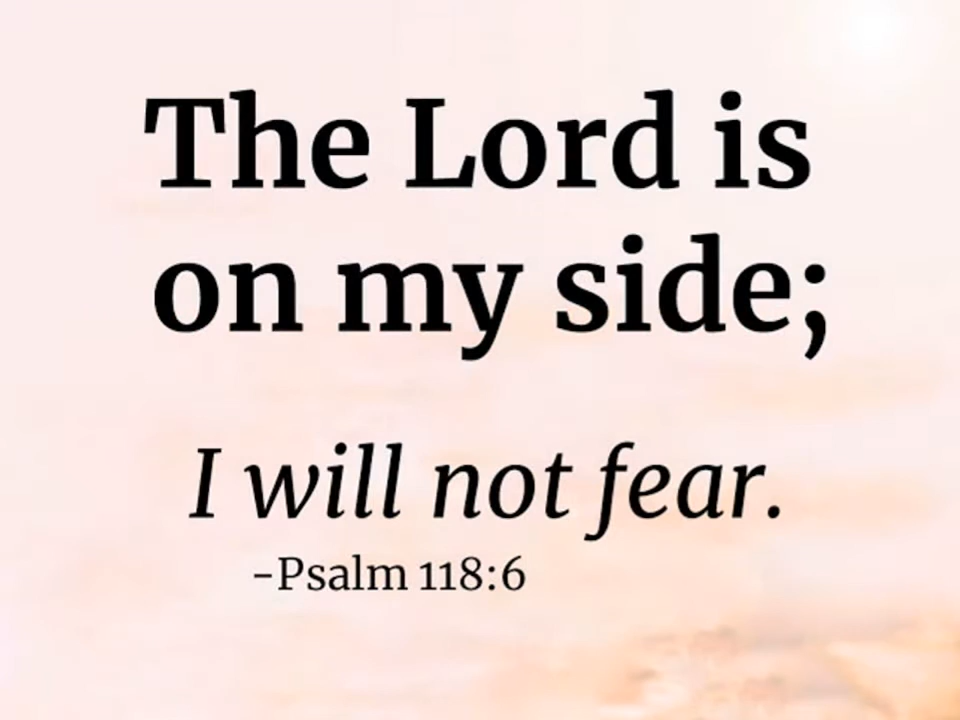 The Lord is
on my side;
I will not fear.
-Psalm 118:6